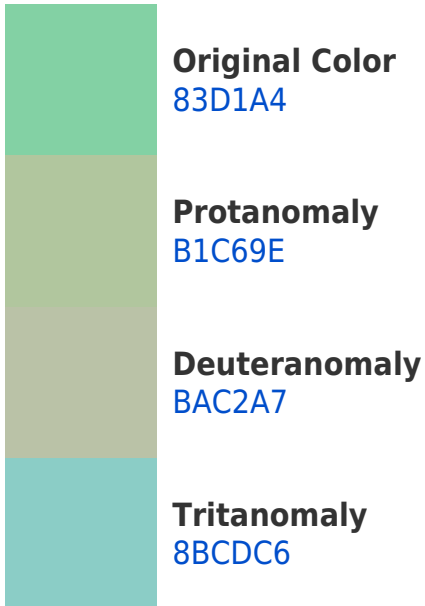 Original Color
83D1A4
Protanomaly
B1C69E
Deuteranomaly
BAC2A7
Tritanomaly
8BCDC6